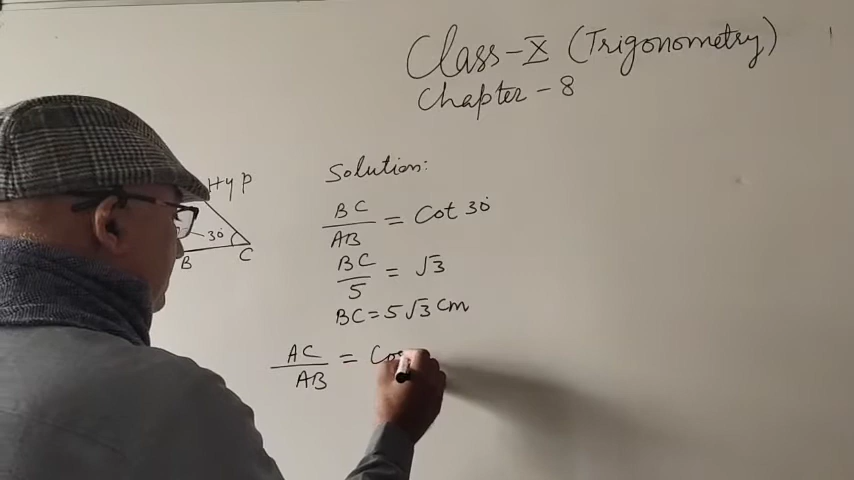 Class - X (Trigonometry)
Chapter - 8
Solution:
Hyp
30°
B
C
BC/AB = Cot 30°
BC/5 = √3
BC = 5√3 Cm
AC/AB = Cos